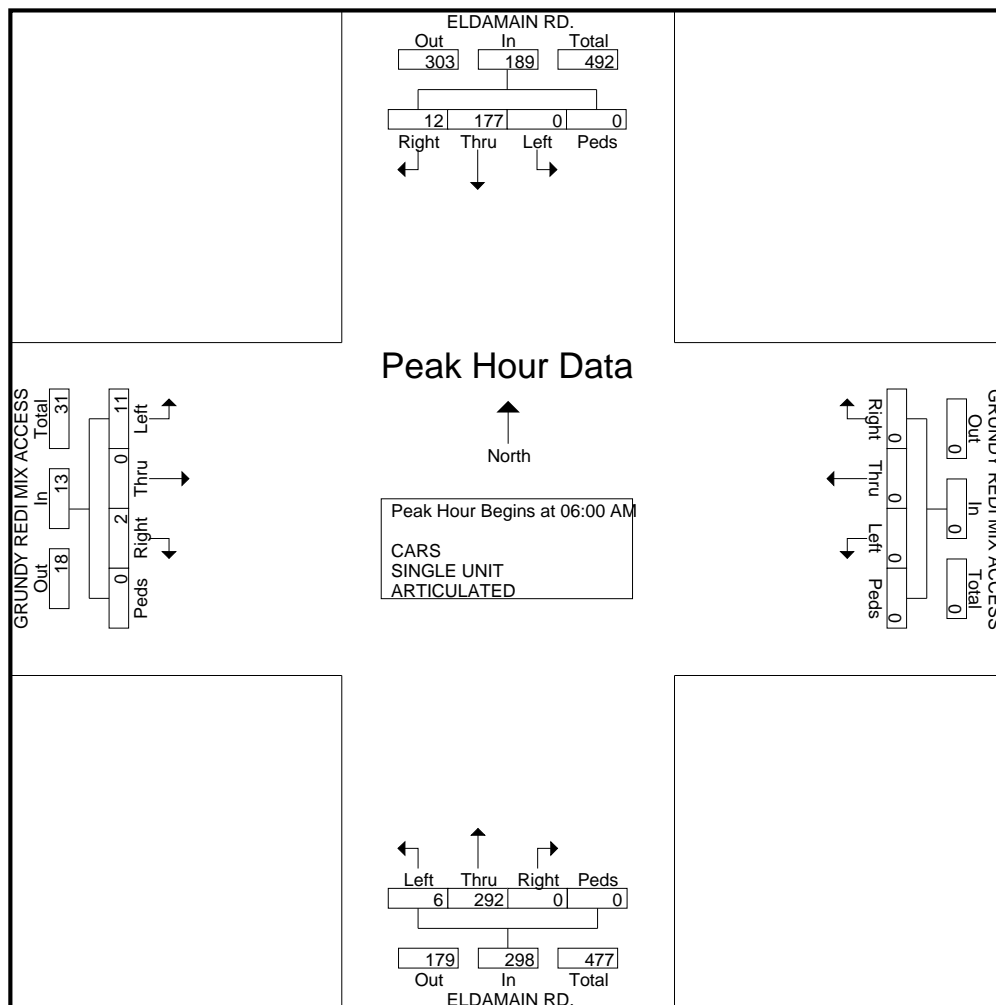 ELDAMAIN RD.
Out In Total
303 189 492
12 177 0 0
Right Thru Left Peds
Peak Hour Data
North
Peak Hour Begins at 06:00 AM
CARS
SINGLE UNIT
ARTICULATED
GRUNDY REDI MIX ACCESS
Out In Total
18 13 31
Peds Right Thru Left
0 2 0 11
GRUNDY REDI MIX ACCESS
Out In Total
0 0 0
Right Thru Left Peds
0 0 0 0
Left Thru Right Peds
6 292 0 0
179 298 477
Out In Total
ELDAMAIN RD.